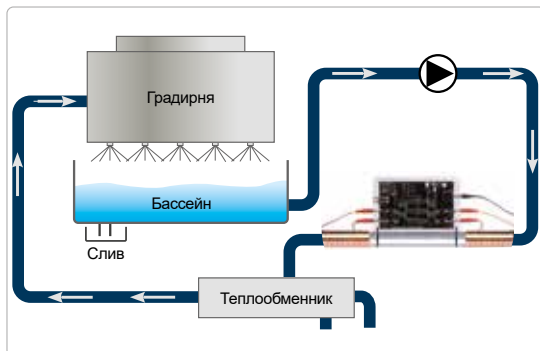 Градирня
Бассейн
Слив
Теплообменник